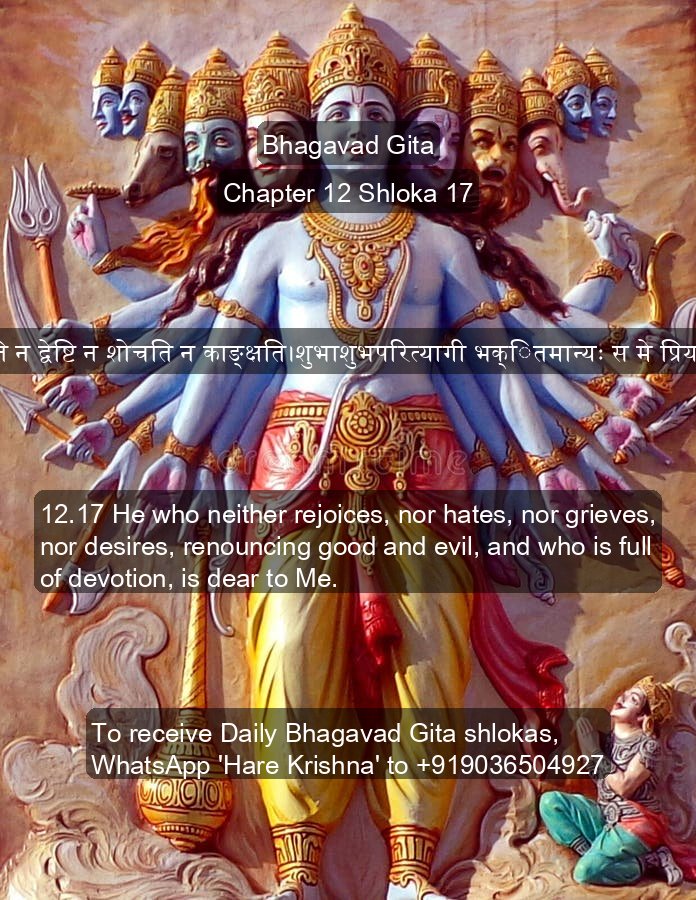 Bhagavad Gita
Chapter 12 Shloka 17
न द्वेष्टि न शोचति न काङ्क्षति।शुभाशुभपरित्यागी भक्ितमान्यः स मे प्रिय
12.17 He who neither rejoices, nor hates, nor grieves,
nor desires, renouncing good and evil, and who is full
of devotion, is dear to Me.
To receive Daily Bhagavad Gita shlokas,
WhatsApp 'Hare Krishna' to +919036504927